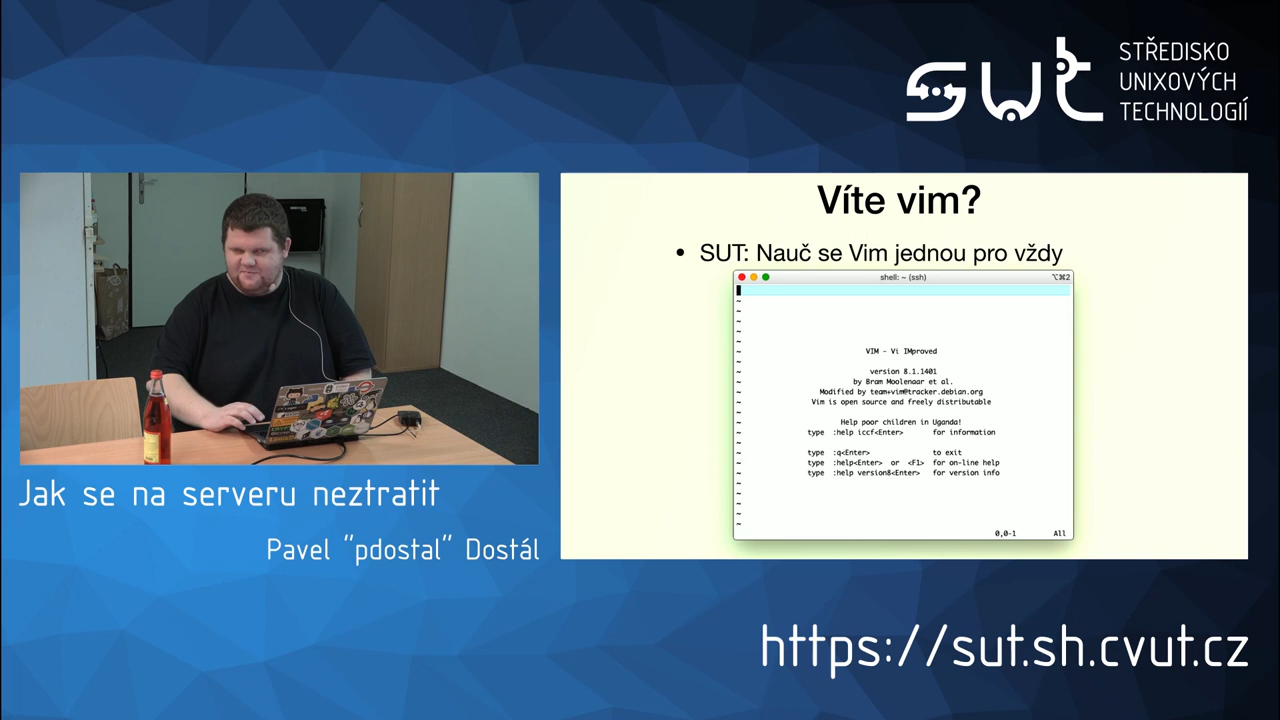 sut
STŘEDISKO
UNIXOVÝCH
TECHNOLOGIÍ
Víte vim?
• SUT: Nauč se Vim jednou pro vždy
shell: ~ (ssh)
⌥⌘2
~
~
~
~
~
VIM - Vi IMproved
~
~
version 8.1.1401
~
by Bram Moolenaar et al.
~
Modified by team+vim@tracker.debian.org
~
Vim is open source and freely distributable
~
~
Help poor children in Uganda!
~
type :help iccf<Enter> for information
~
~
type :q<Enter> to exit
~
type :help<Enter> or <F1> for on-line help
~
type :help version8<Enter> for version info
~
~
~
~
~
0,0-1 All
Jak se na serveru neztratit
Pavel "pdostal" Dostál
https://sut.sh.cvut.cz